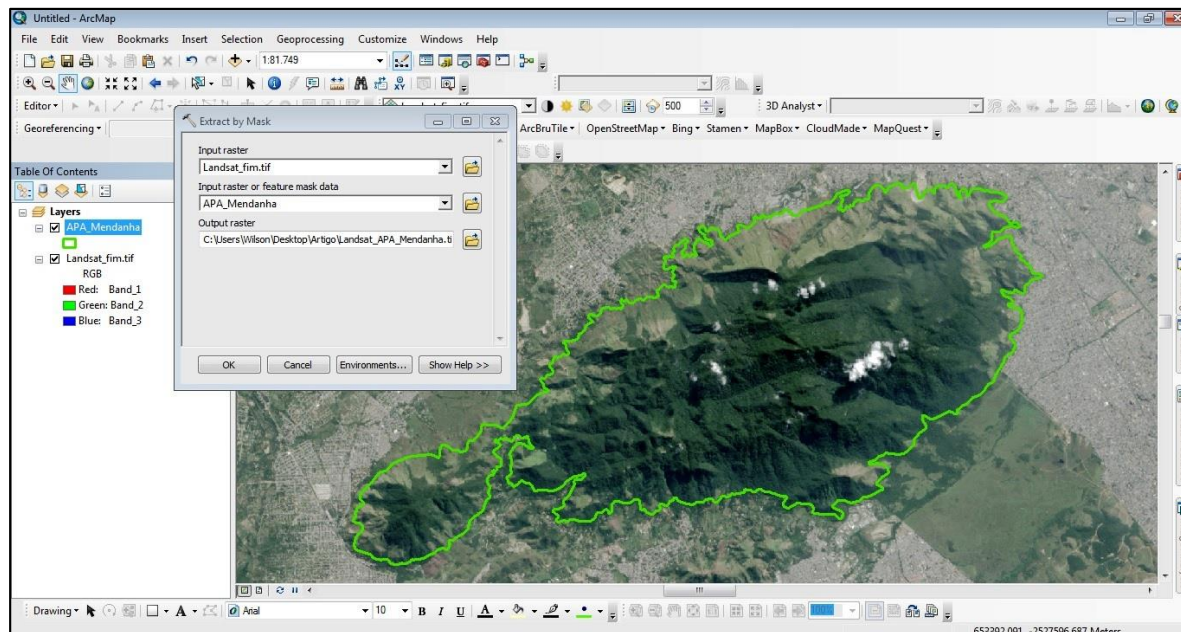 Untitled - ArcMap
File Edit View Bookmarks Insert Selection Geoprocessing Customize Windows Help
1:81.749
Editor
500
3D Analyst
Georeferencing
ArcBruTile OpenStreetMap Bing Stamen MapBox CloudMade MapQuest
Table Of Contents
Layers
APA_Mendanha
Landsat_fim.tif
RGB
Red: Band_1
Green: Band_2
Blue: Band_3
Extract by Mask
Input raster
Landsat_fim.tif
Input raster or feature mask data
APA_Mendanha
Output raster
C:\Users\Wilson\Desktop\Artigo\Landsat_APA_Mendanha.ti
OK Cancel Environments... Show Help >>
Drawing A Arial 10 B I U A 100%
653392,091 -2527596,687 Meters